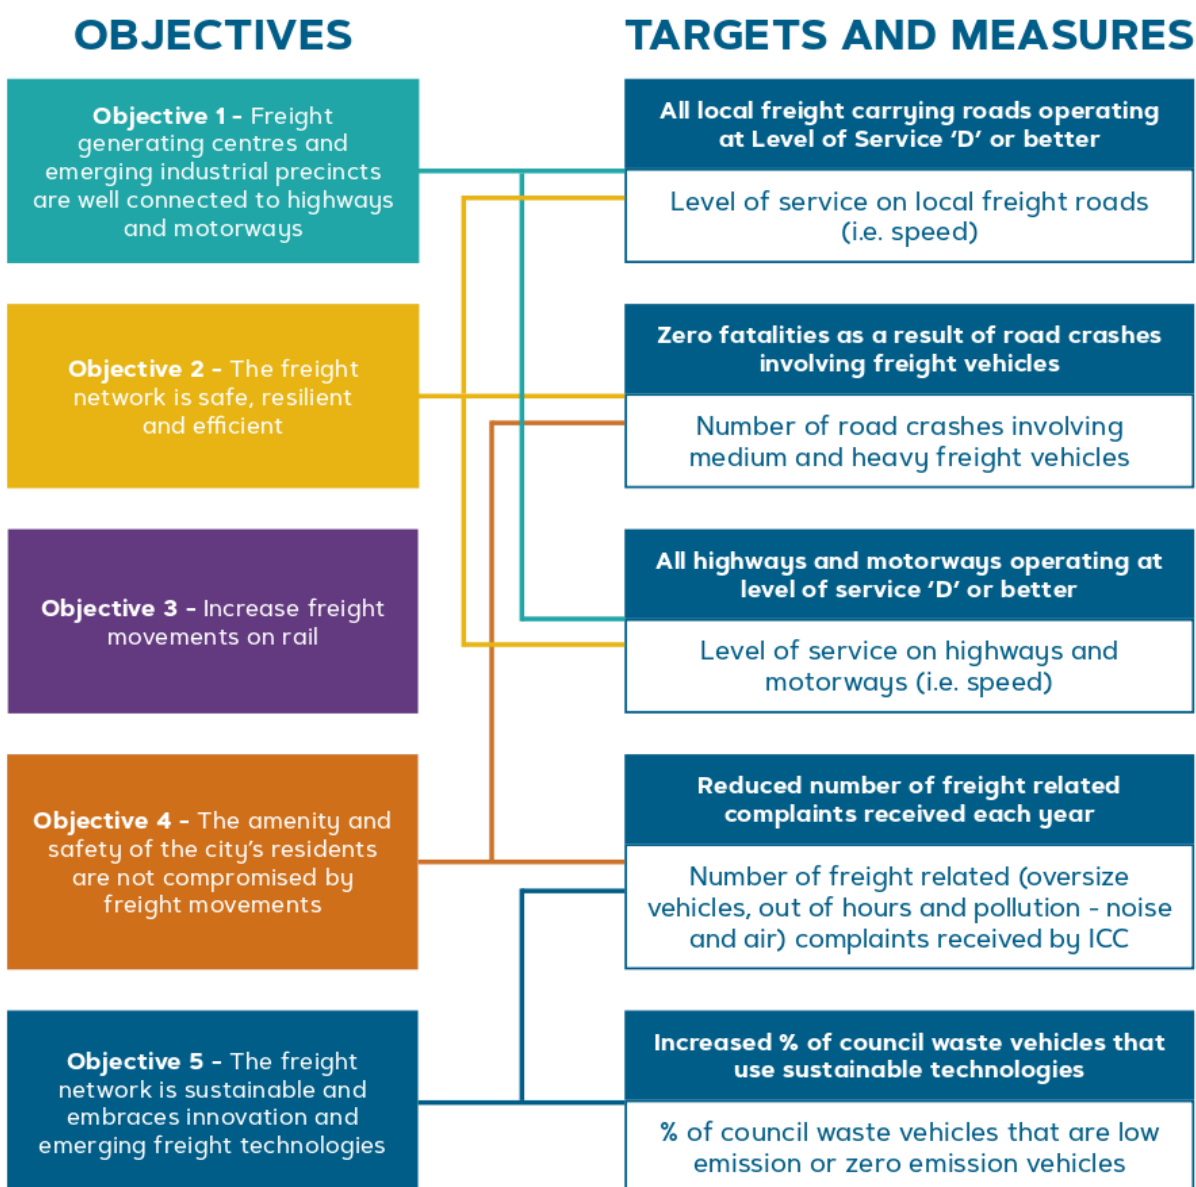 OBJECTIVES
TARGETS AND MEASURES
Objective 1 - Freight
generating centres and
emerging industrial precincts
are well connected to highways
and motorways
All local freight carrying roads operating
at Level of Service ‘D’ or better
Level of service on local freight roads
(i.e. speed)
Objective 2 - The freight
network is safe, resilient
and efficient
Zero fatalities as a result of road crashes
involving freight vehicles
Number of road crashes involving
medium and heavy freight vehicles
Objective 3 - Increase freight
movements on rail
All highways and motorways operating at
level of service ‘D’ or better
Level of service on highways and
motorways (i.e. speed)
Objective 4 - The amenity and
safety of the city’s residents
are not compromised by
freight movements
Reduced number of freight related
complaints received each year
Number of freight related (oversize
vehicles, out of hours and pollution - noise
and air) complaints received by ICC
Objective 5 - The freight
network is sustainable and
embraces innovation and
emerging freight technologies
Increased % of council waste vehicles that
use sustainable technologies
% of council waste vehicles that are low
emission or zero emission vehicles